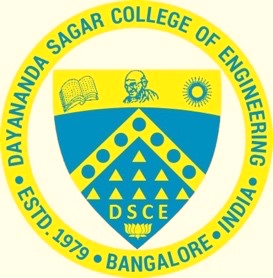 DAYANANDA SAGAR COLLEGE OF ENGINEERING
• ESTD. 1979 • BANGALORE • INDIA •
DSCE